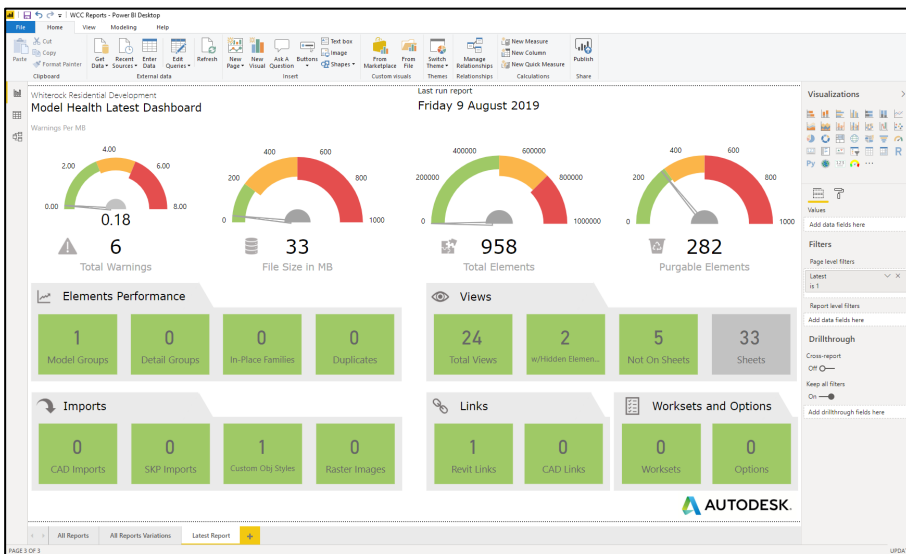 WCC Reports - Power BI Desktop
File Home View Modeling Help
Paste
Cut
Copy
Format Painter
Clipboard
Get Data
Recent Sources
Enter Data
Edit Queries
External data
Refresh
New Page
New Visual
Ask A Question
Buttons
Text box
Image
Shapes
Insert
From Marketplace
From File
Custom visuals
Switch Theme
Themes
Manage Relationships
Relationships
New Measure
New Column
New Quick Measure
Calculations
Publish
Share
Whiterock Residential Development
Model Health Latest Dashboard
Last run report
Friday 9 August 2019
Warnings Per MB
0.00 2.00 4.00 6.00 8.00
0.18
6
Total Warnings
0 200 400 600 800 1000
33
File Size in MB
0 200000 400000 600000 800000 1000000
958
Total Elements
0 200 400 600 800 1000
282
Purgable Elements
Elements Performance
1 0 0 0
Model Groups Detail Groups In-Place Families Duplicates
Views
24 2 5 33
Total Views w/Hidden Elemen... Not On Sheets Sheets
Imports
0 0 1 0
CAD Imports SKP Imports Custom Obj Styles Raster Images
Links
1 0
Revit Links CAD Links
Worksets and Options
0 0
Worksets Options
AUTODESK.
Visualizations
R
Py
Values
Add data fields here
Filters
Page level filters
Latest
is 1
Report level filters
Add data fields here
Drillthrough
Cross-report
Off
Keep all filters
On
Add drillthrough fields here
All Reports All Reports Variations Latest Report
PAGE 3 OF 3